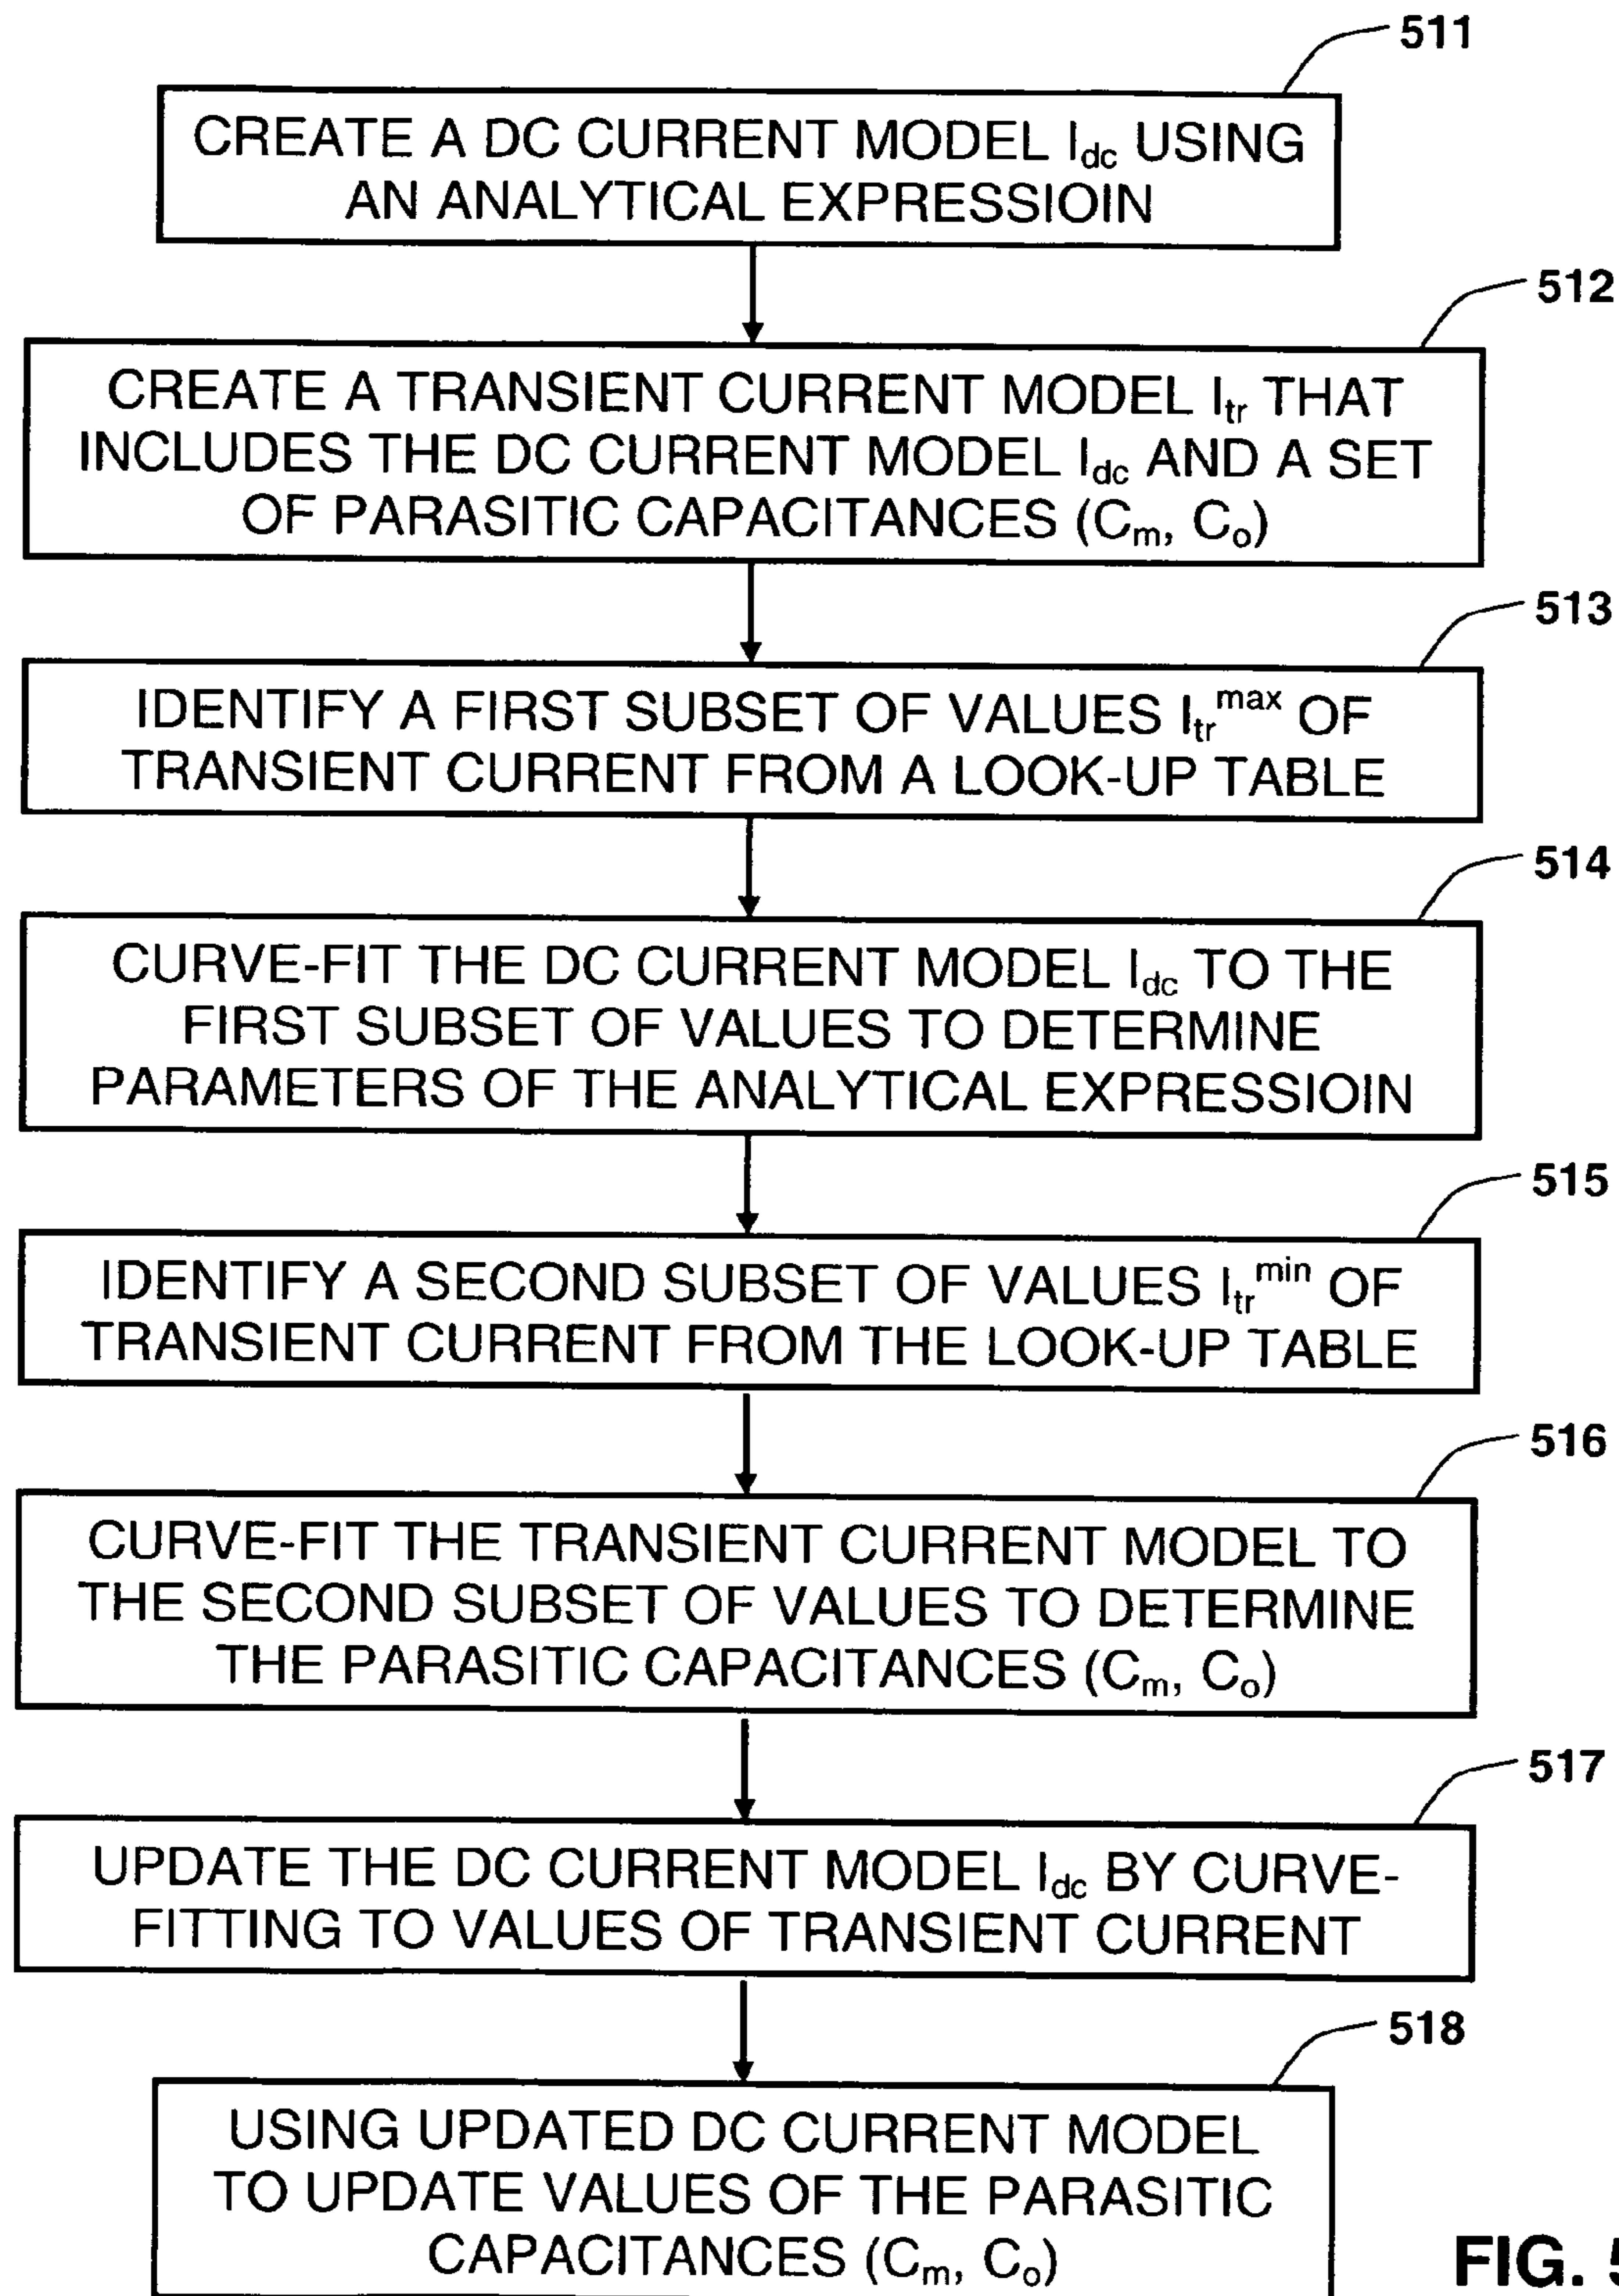 511
CREATE A DC CURRENT MODEL Idc USING
AN ANALYTICAL EXPRESSIOIN
512
CREATE A TRANSIENT CURRENT MODEL Itr THAT
INCLUDES THE DC CURRENT MODEL Idc AND A SET
OF PARASITIC CAPACITANCES (Cm, Co)
513
IDENTIFY A FIRST SUBSET OF VALUES Itr^max OF
TRANSIENT CURRENT FROM A LOOK-UP TABLE
514
CURVE-FIT THE DC CURRENT MODEL Idc TO THE
FIRST SUBSET OF VALUES TO DETERMINE
PARAMETERS OF THE ANALYTICAL EXPRESSIOIN
515
IDENTIFY A SECOND SUBSET OF VALUES Itr^min OF
TRANSIENT CURRENT FROM THE LOOK-UP TABLE
516
CURVE-FIT THE TRANSIENT CURRENT MODEL TO
THE SECOND SUBSET OF VALUES TO DETERMINE
THE PARASITIC CAPACITANCES (Cm, Co)
517
UPDATE THE DC CURRENT MODEL Idc BY CURVE-
FITTING TO VALUES OF TRANSIENT CURRENT
518
USING UPDATED DC CURRENT MODEL
TO UPDATE VALUES OF THE PARASITIC
CAPACITANCES (Cm, Co)
FIG. 5